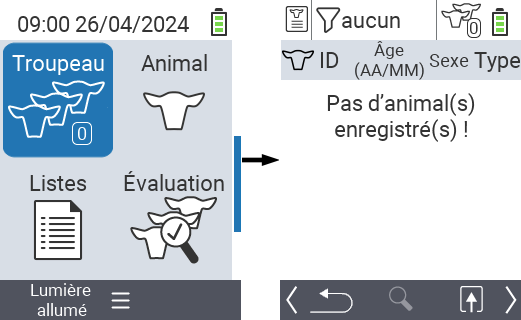 09:00 26/04/2024
Troupeau
0
Animal
Listes
Évaluation
Lumière
allumé
aucun
0
ID
Âge
(AA/MM)
Sexe
Type
Pas d’animal(s)
enregistré(s) !